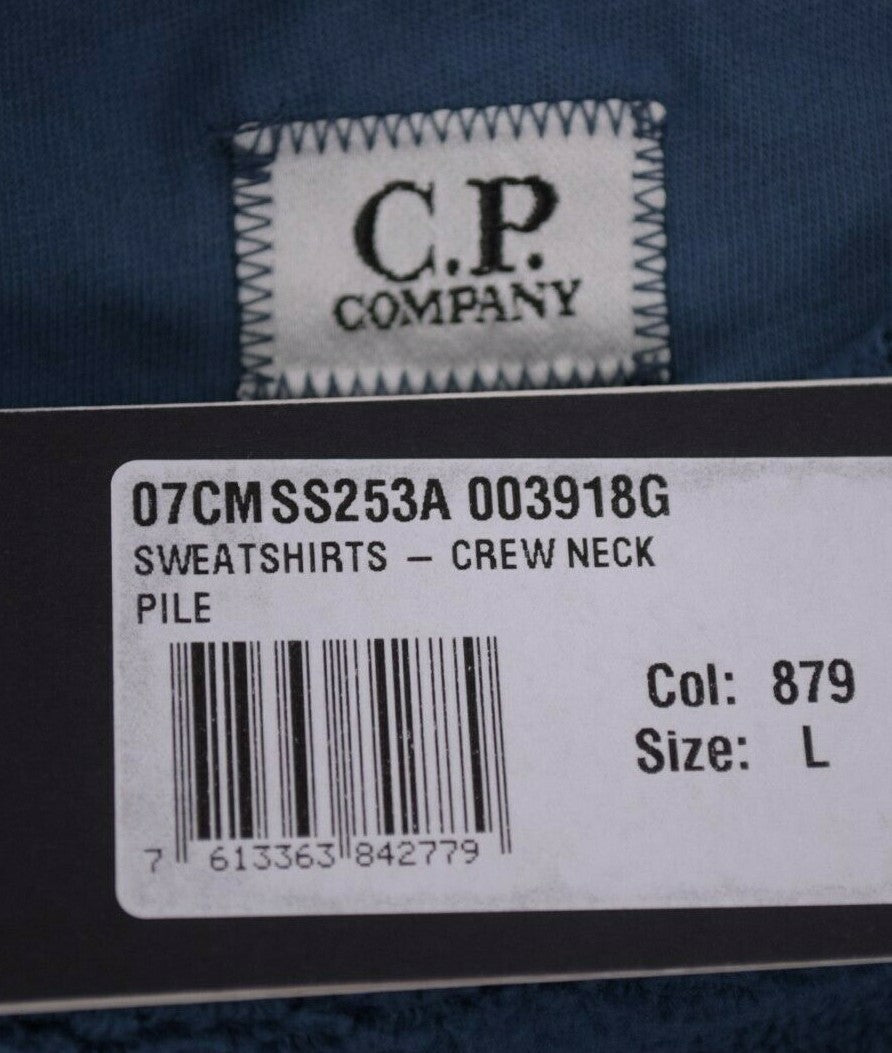 C.P.
COMPANY
07CMSS253A 003918G
SWEATSHIRTS – CREW NECK
PILE
Col: 879
Size: L
7 613363 842779